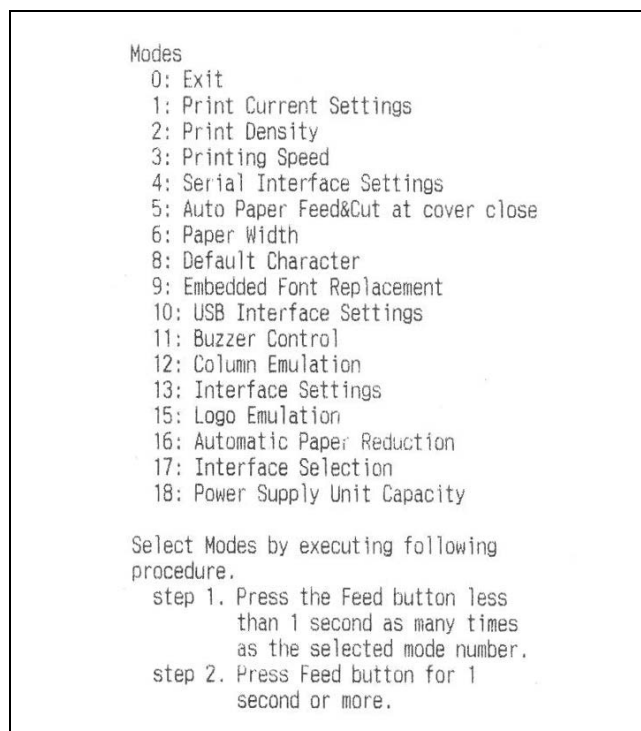 Modes
0: Exit
1: Print Current Settings
2: Print Density
3: Printing Speed
4: Serial Interface Settings
5: Auto Paper Feed&Cut at cover close
6: Paper Width
8: Default Character
9: Embedded Font Replacement
10: USB Interface Settings
11: Buzzer Control
12: Column Emulation
13: Interface Settings
15: Logo Emulation
16: Automatic Paper Reduction
17: Interface Selection
18: Power Supply Unit Capacity
Select Modes by executing following
procedure.
step 1. Press the Feed button less
than 1 second as many times
as the selected mode number.
step 2. Press Feed button for 1
second or more.